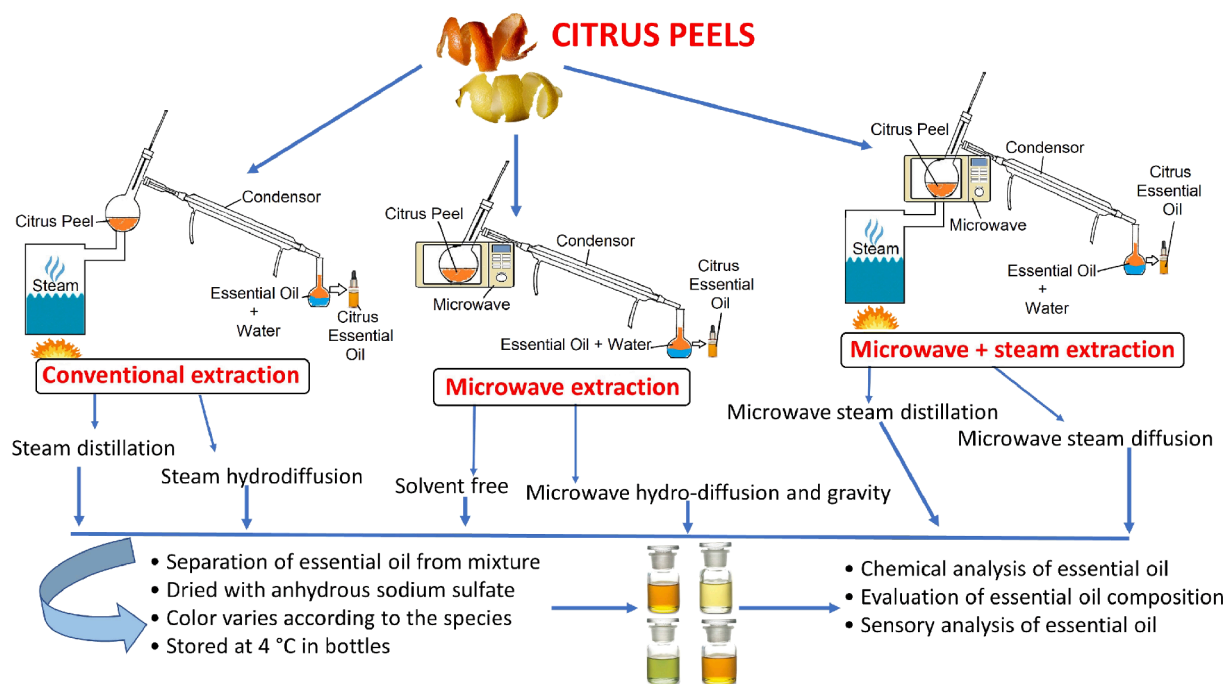 CITRUS PEELS
Citrus Peel
Condensor
Steam
Essential Oil
+
Water
Citrus
Essential
Oil
Conventional extraction
Citrus Peel
Condensor
Microwave
Essential Oil + Water
Citrus
Essential
Oil
Microwave extraction
Citrus Peel
Condensor
Microwave
Steam
Essential Oil
+
Water
Citrus
Essential
Oil
Microwave + steam extraction
Steam distillation
Steam hydrodiffusion
Solvent free
Microwave hydro-diffusion and gravity
Microwave steam distillation
Microwave steam diffusion
• Separation of essential oil from mixture
• Dried with anhydrous sodium sulfate
• Color varies according to the species
• Stored at 4 °C in bottles
• Chemical analysis of essential oil
• Evaluation of essential oil composition
• Sensory analysis of essential oil